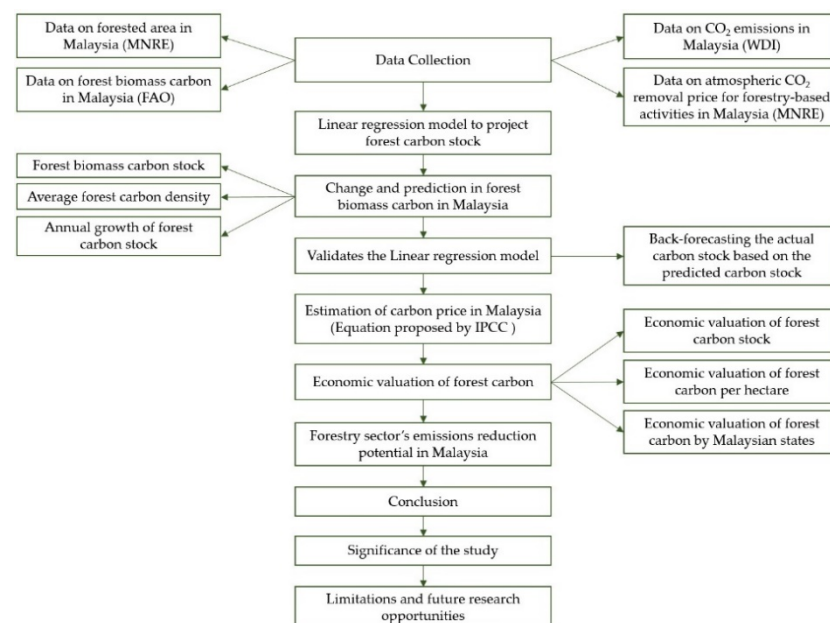 Data on forested area in
Malaysia (MNRE)
Data on forest biomass carbon
in Malaysia (FAO)
Data Collection
Data on CO₂ emissions in
Malaysia (WDI)
Data on atmospheric CO₂
removal price for forestry-based
activities in Malaysia (MNRE)
Linear regression model to project
forest carbon stock
Forest biomass carbon stock
Average forest carbon density
Annual growth of forest
carbon stock
Change and prediction in forest
biomass carbon in Malaysia
Validates the Linear regression model
Back-forecasting the actual
carbon stock based on the
predicted carbon stock
Estimation of carbon price in Malaysia
(Equation proposed by IPCC )
Economic valuation of forest carbon
Economic valuation of forest
carbon stock
Economic valuation of forest
carbon per hectare
Economic valuation of forest
carbon by Malaysian states
Forestry sector's emissions reduction
potential in Malaysia
Conclusion
Significance of the study
Limitations and future research
opportunities